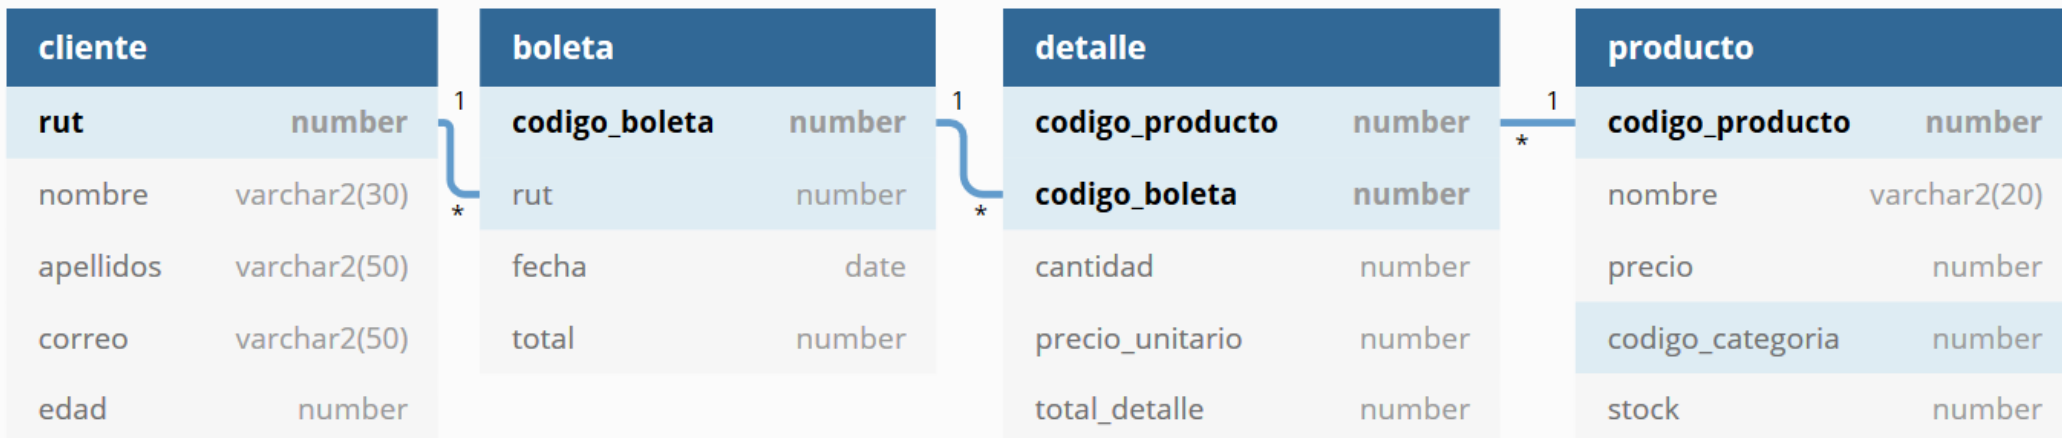 cliente
rut number
nombre varchar2(30)
apellidos varchar2(50)
correo varchar2(50)
edad number
1
*
boleta
codigo_boleta number
rut number
fecha date
total number
1
*
detalle
codigo_producto number
codigo_boleta number
cantidad number
precio_unitario number
total_detalle number
1
*
producto
codigo_producto number
nombre varchar2(20)
precio number
codigo_categoria number
stock number